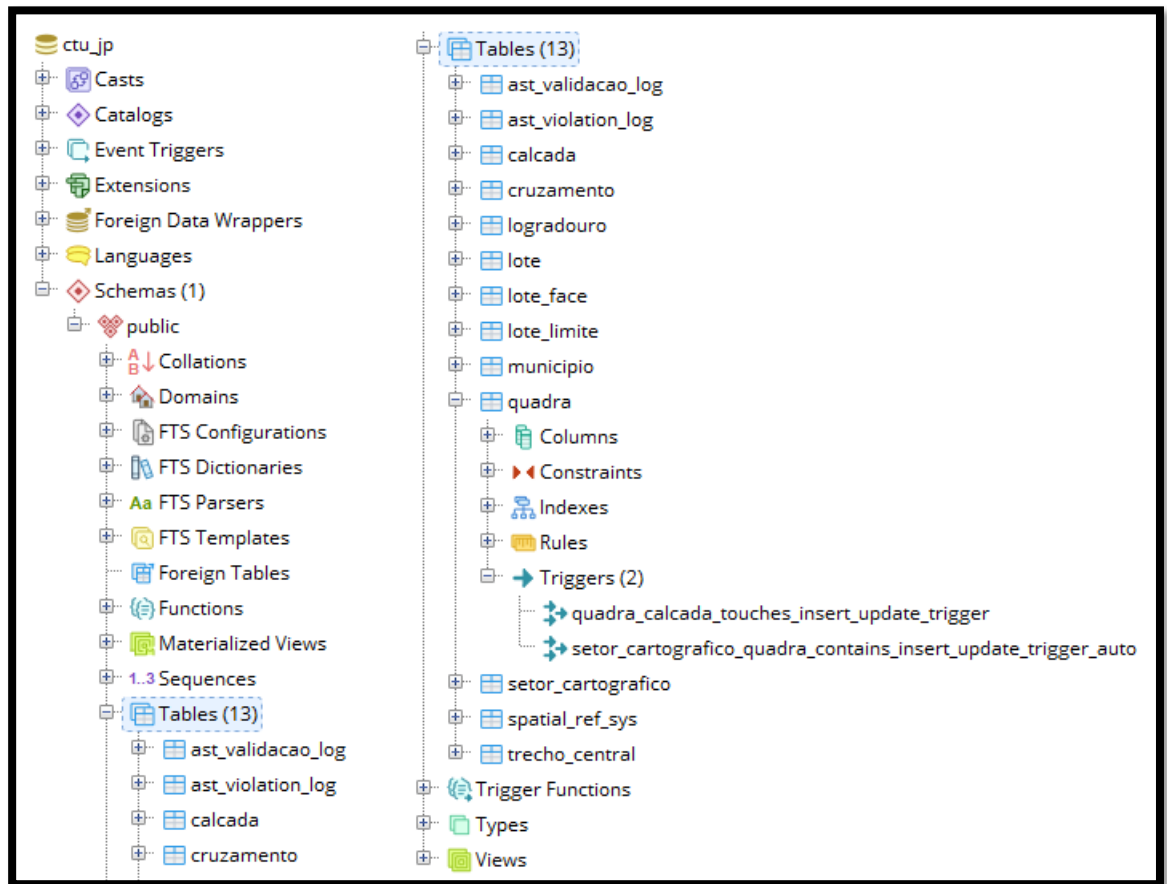 ctu_jp
Casts
Catalogs
Event Triggers
Extensions
Foreign Data Wrappers
Languages
Schemas (1)
public
Collations
Domains
FTS Configurations
FTS Dictionaries
Aa FTS Parsers
FTS Templates
Foreign Tables
Functions
Materialized Views
1..3 Sequences
Tables (13)
ast_validacao_log
ast_violation_log
calcada
cruzamento
Tables (13)
ast_validacao_log
ast_violation_log
calcada
cruzamento
logradouro
lote
lote_face
lote_limite
municipio
quadra
Columns
Constraints
Indexes
Rules
Triggers (2)
quadra_calcada_touches_insert_update_trigger
setor_cartografico_quadra_contains_insert_update_trigger_auto
setor_cartografico
spatial_ref_sys
trecho_central
Trigger Functions
Types
Views